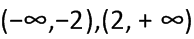 (−∞,−2),(2, + ∞)